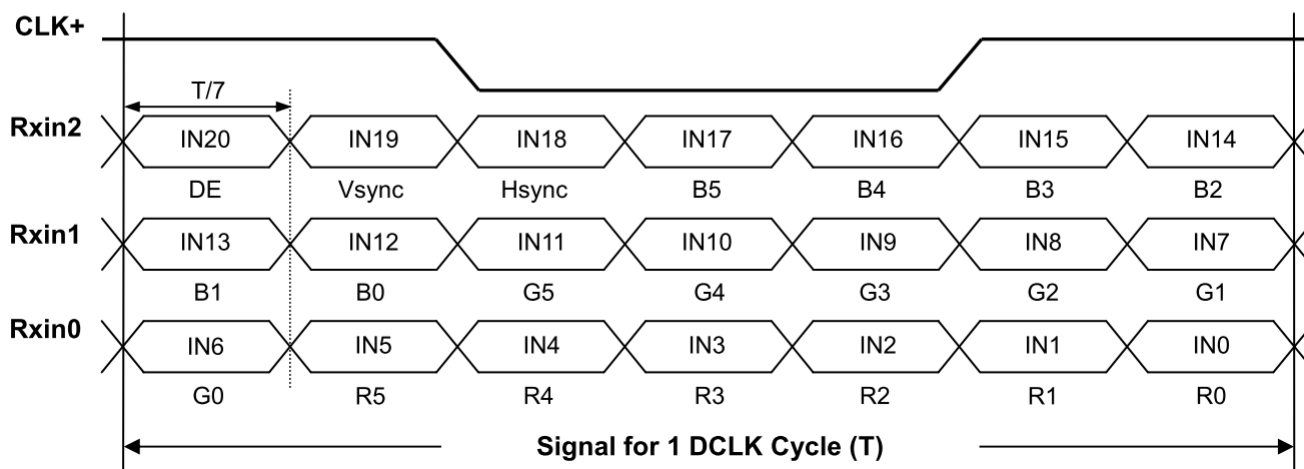 CLK+
T/7
Rxin2 IN20 IN19 IN18 IN17 IN16 IN15 IN14
DE Vsync Hsync B5 B4 B3 B2
Rxin1 IN13 IN12 IN11 IN10 IN9 IN8 IN7
B1 B0 G5 G4 G3 G2 G1
Rxin0 IN6 IN5 IN4 IN3 IN2 IN1 IN0
G0 R5 R4 R3 R2 R1 R0
Signal for 1 DCLK Cycle (T)